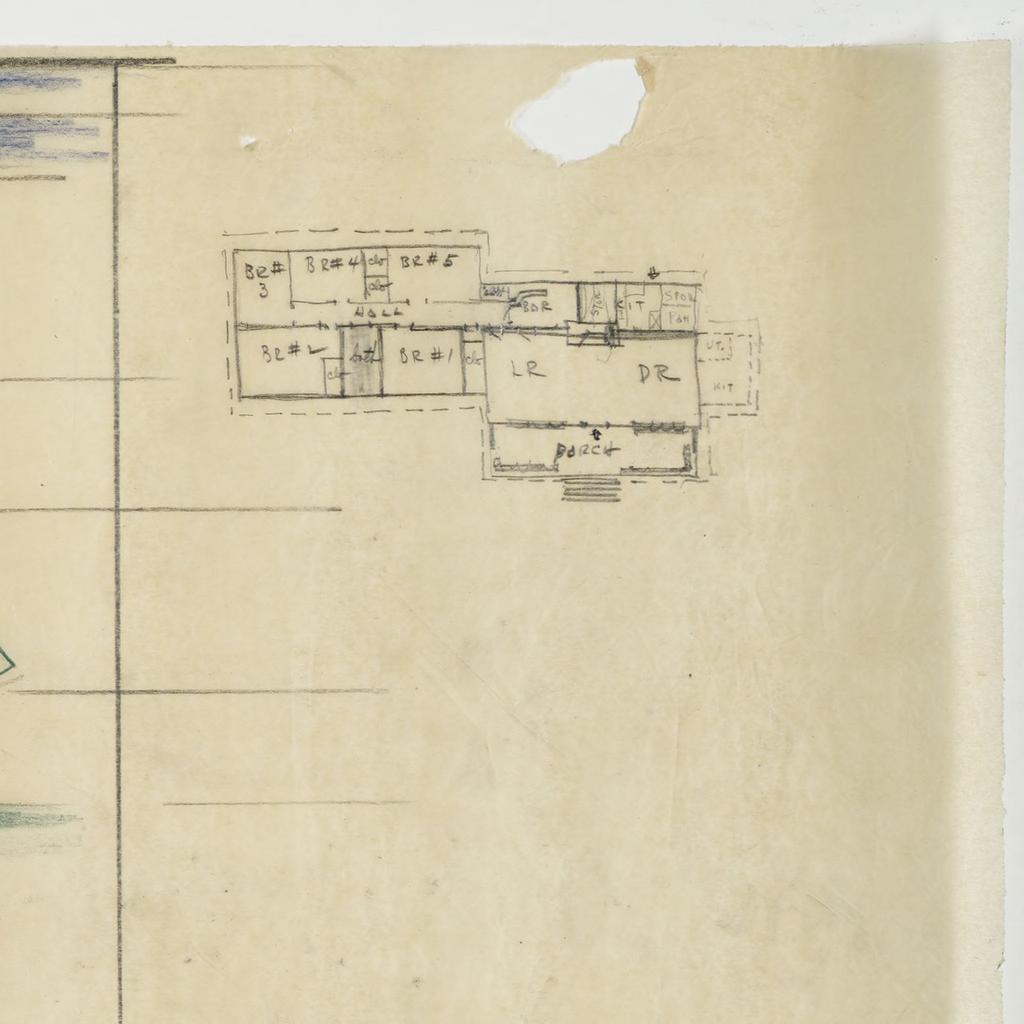 BR#
3
BR#4
clo
clo
BR#5
HALL
BR#2
clo
bath
BR#1
clo
BAR
STOR
KIT
STOR
PAN
LR
DR
UT.
KIT
PORCH